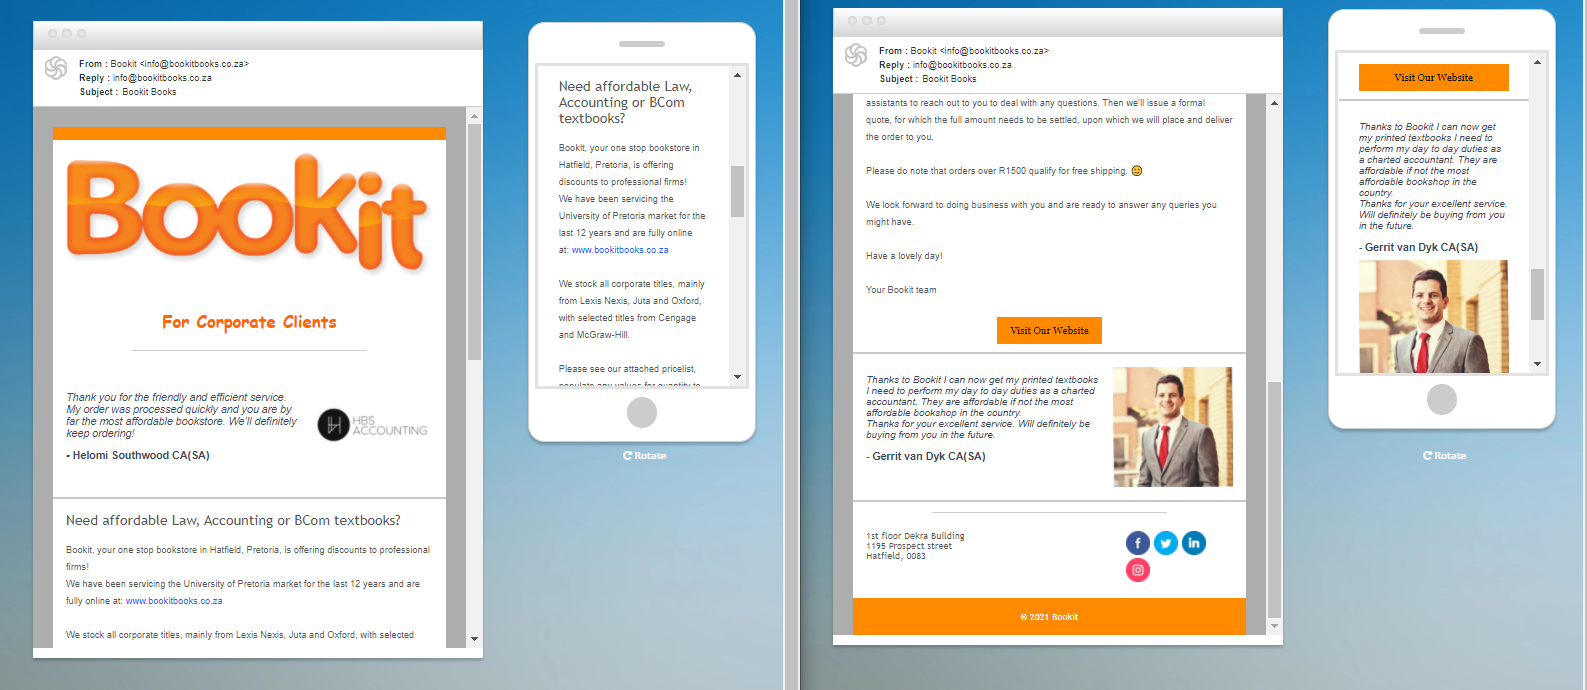 From : Bookit <info@bookitbooks.co.za>
Reply : info@bookitbooks.co.za
Subject : Bookit Books
Bookit
For Corporate Clients
Thank you for the friendly and efficient service.
My order was processed quickly and you are by
far the most affordable bookstore. We'll definitely
keep ordering!
- Helomi Southwood CA(SA)
HBS
ACCOUNTING
Need affordable Law, Accounting or BCom textbooks?
Bookit, your one stop bookstore in Hatfield, Pretoria, is offering discounts to professional
firms!
We have been servicing the University of Pretoria market for the last 12 years and are
fully online at: www.bookitbooks.co.za
We stock all corporate titles, mainly from Lexis Nexis, Juta and Oxford, with selected
Need affordable Law,
Accounting or BCom
textbooks?
Bookit, your one stop bookstore in
Hatfield, Pretoria, is offering
discounts to professional firms!
We have been servicing the
University of Pretoria market for the
last 12 years and are fully online
at: www.bookitbooks.co.za
We stock all corporate titles, mainly
from Lexis Nexis, Juta and Oxford,
with selected titles from Cengage
and McGraw-Hill.
Please see our attached pricelist,
populate any values for quantity to
Rotate
From : Bookit <info@bookitbooks.co.za>
Reply : info@bookitbooks.co.za
Subject : Bookit Books
assistants to reach out to you to deal with any questions. Then we'll issue a formal
quote, for which the full amount needs to be settled, upon which we will place and deliver
the order to you.
Please do note that orders over R1500 qualify for free shipping. 🙂
We look forward to doing business with you and are ready to answer any queries you
might have.
Have a lovely day!
Your Bookit team
Visit Our Website
Thanks to Bookit I can now get my printed textbooks
I need to perform my day to day duties as a charted
accountant. They are affordable if not the most
affordable bookshop in the country.
Thanks for your excellent service. Will definitely be
buying from you in the future.
- Gerrit van Dyk CA(SA)
1st floor Dekra Building
1195 Prospect street
Hatfield, 0083
© 2021 Bookit
Visit Our Website
Thanks to Bookit I can now get
my printed textbooks I need to
perform my day to day duties as
a charted accountant. They are
affordable if not the most
affordable bookshop in the
country.
Thanks for your excellent service.
Will definitely be buying from you
in the future.
- Gerrit van Dyk CA(SA)
Rotate